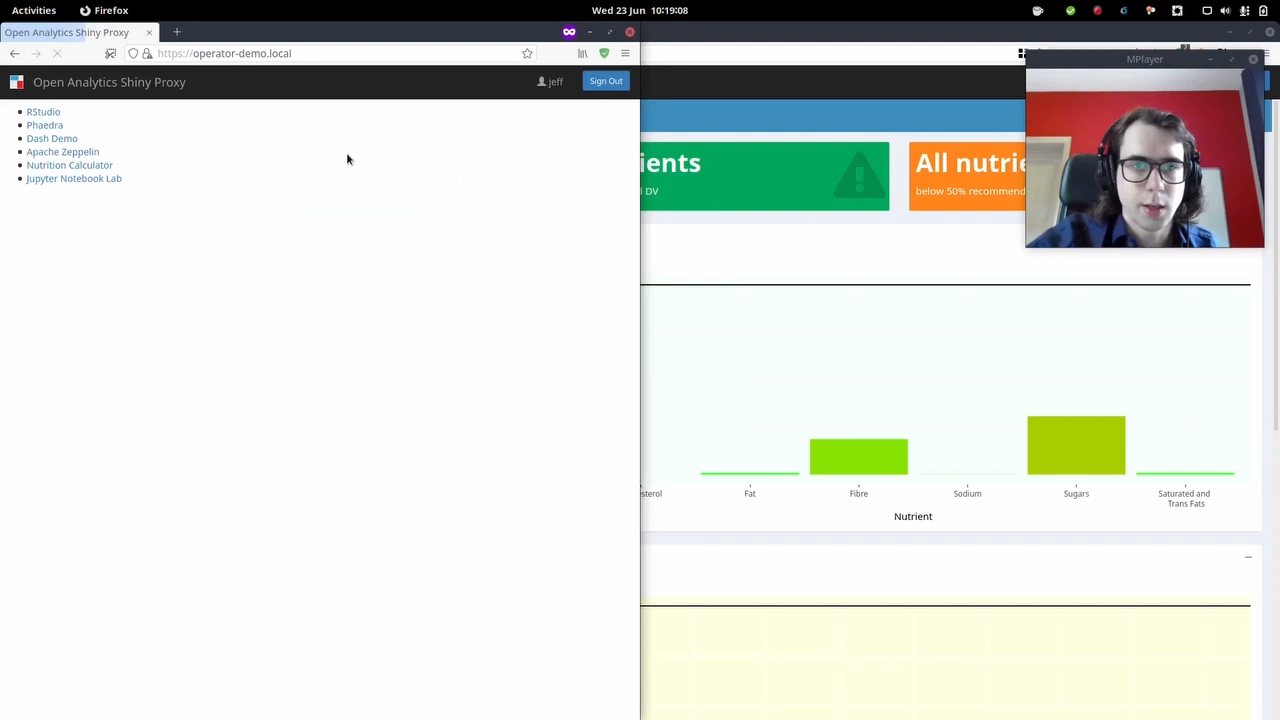 Activities
Firefox
Wed 23 Jun 10:19:08
Open Analytics Shiny Proxy
MPlayer
https://operator-demo.local
Open Analytics Shiny Proxy
jeff
Sign Out
RStudio
Phaedra
Dash Demo
Apache Zeppelin
Nutrition Calculator
Jupyter Notebook Lab
ients
l DV
All nutrie
below 50% recommend
esterol
Fat
Fibre
Sodium
Sugars
Saturated and
Trans Fats
Nutrient